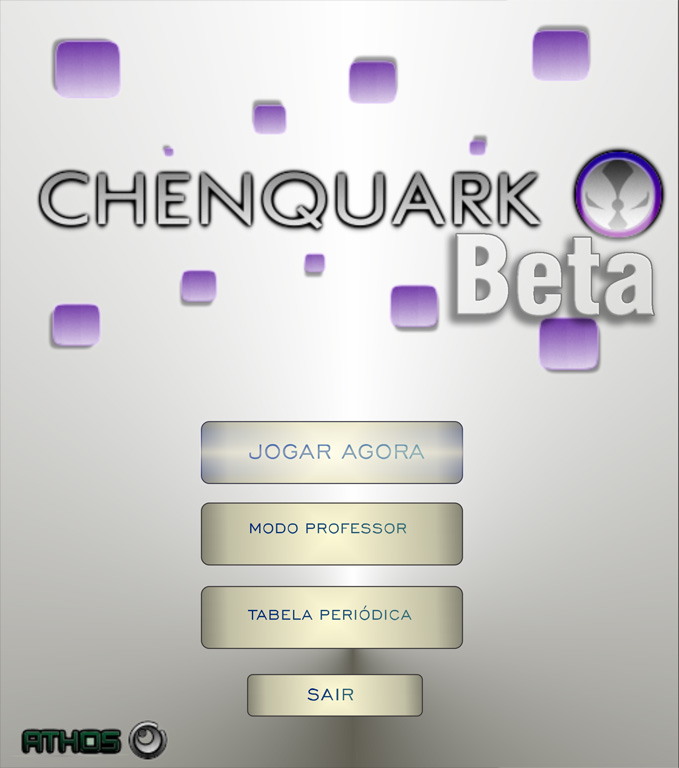 CHENQUARK
Beta
JOGAR AGORA
MODO PROFESSOR
TABELA PERIÓDICA
SAIR
ATHOS